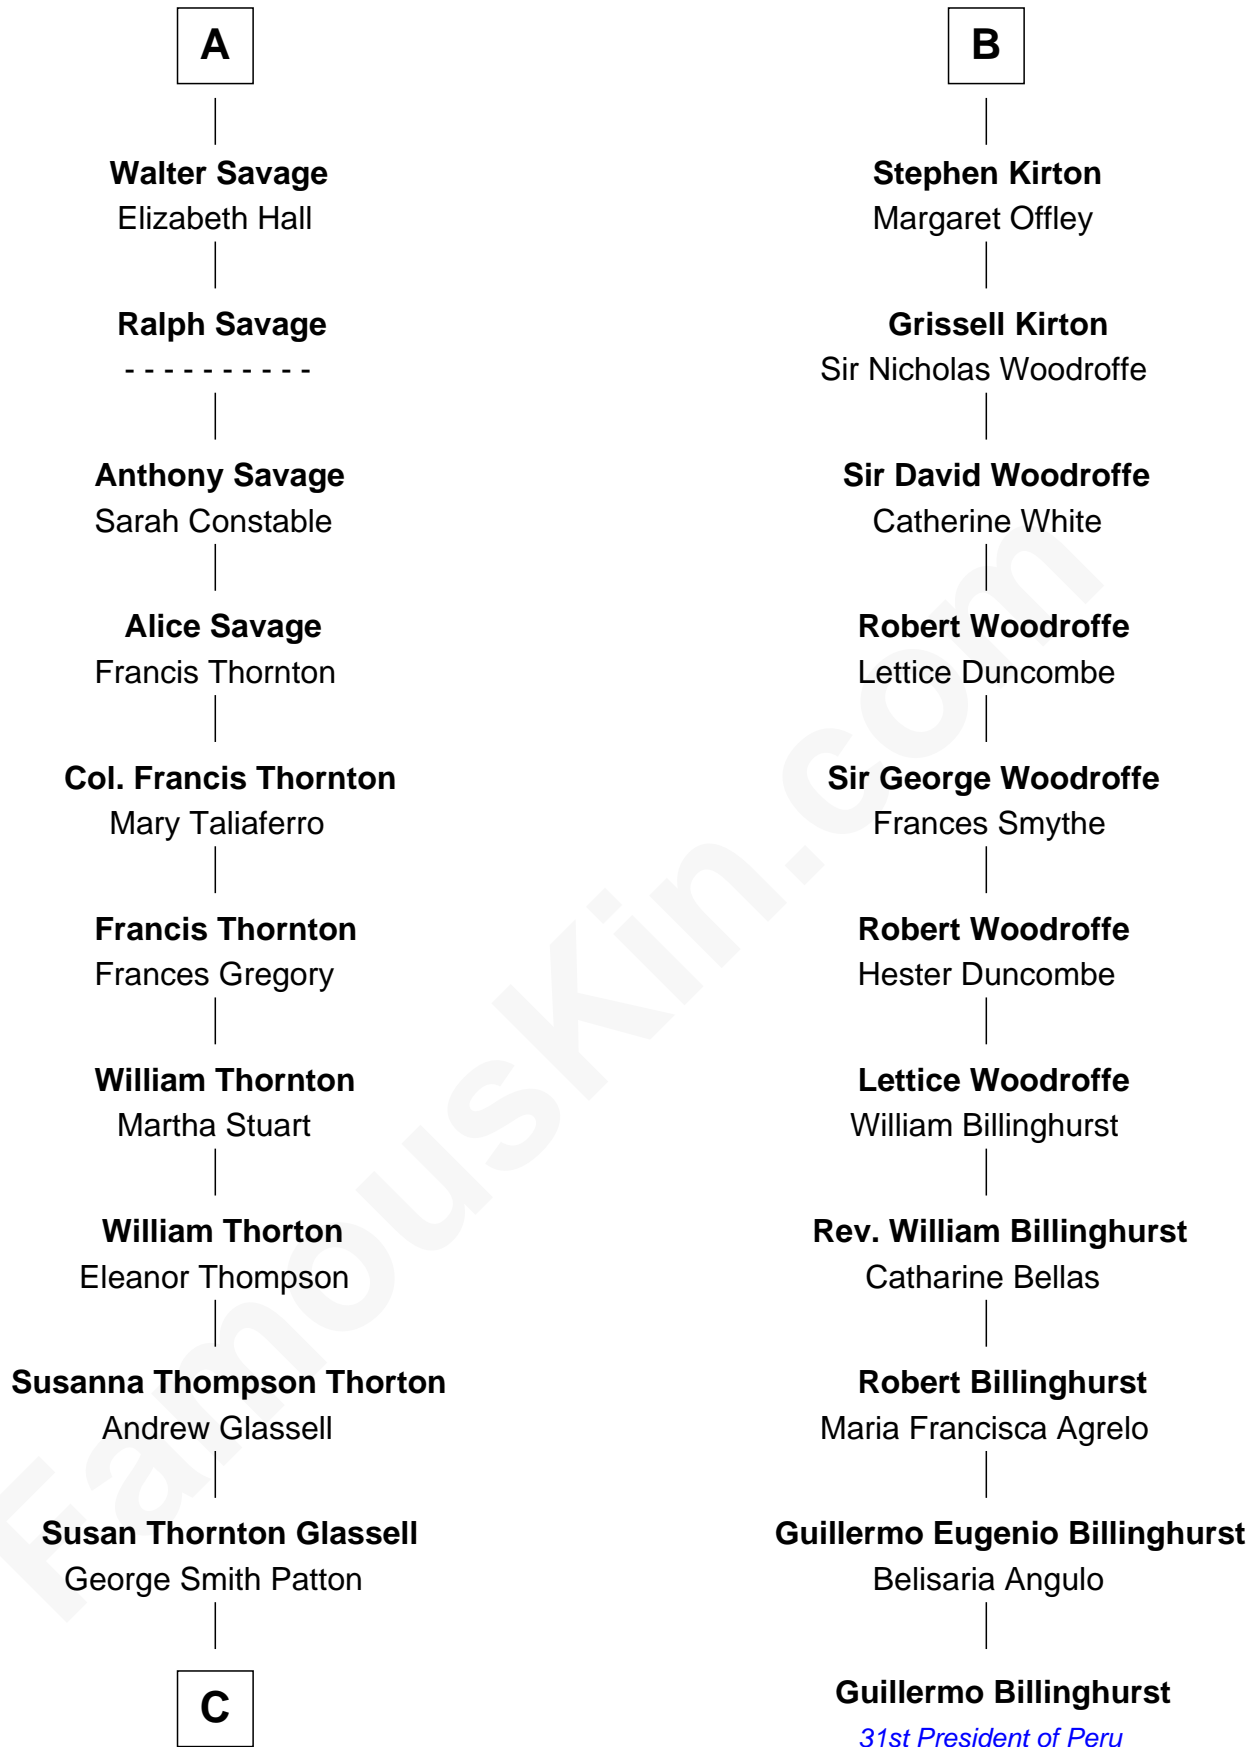 A
Walter Savage
Elizabeth Hall
Ralph Savage
- - - - - - - - - -
Anthony Savage
Sarah Constable
Alice Savage
Francis Thornton
Col. Francis Thornton
Mary Taliaferro
Francis Thornton
Frances Gregory
William Thornton
Martha Stuart
William Thorton
Eleanor Thompson
Susanna Thompson Thorton
Andrew Glassell
Susan Thornton Glassell
George Smith Patton
C
B
Stephen Kirton
Margaret Offley
Grissell Kirton
Sir Nicholas Woodroffe
Sir David Woodroffe
Catherine White
Robert Woodroffe
Lettice Duncombe
Sir George Woodroffe
Frances Smythe
Robert Woodroffe
Hester Duncombe
Lettice Woodroffe
William Billinghurst
Rev. William Billinghurst
Catharine Bellas
Robert Billinghurst
Maria Francisca Agrelo
Guillermo Eugenio Billinghurst
Belisaria Angulo
Guillermo Billinghurst
31st President of Peru
FamousKin.com